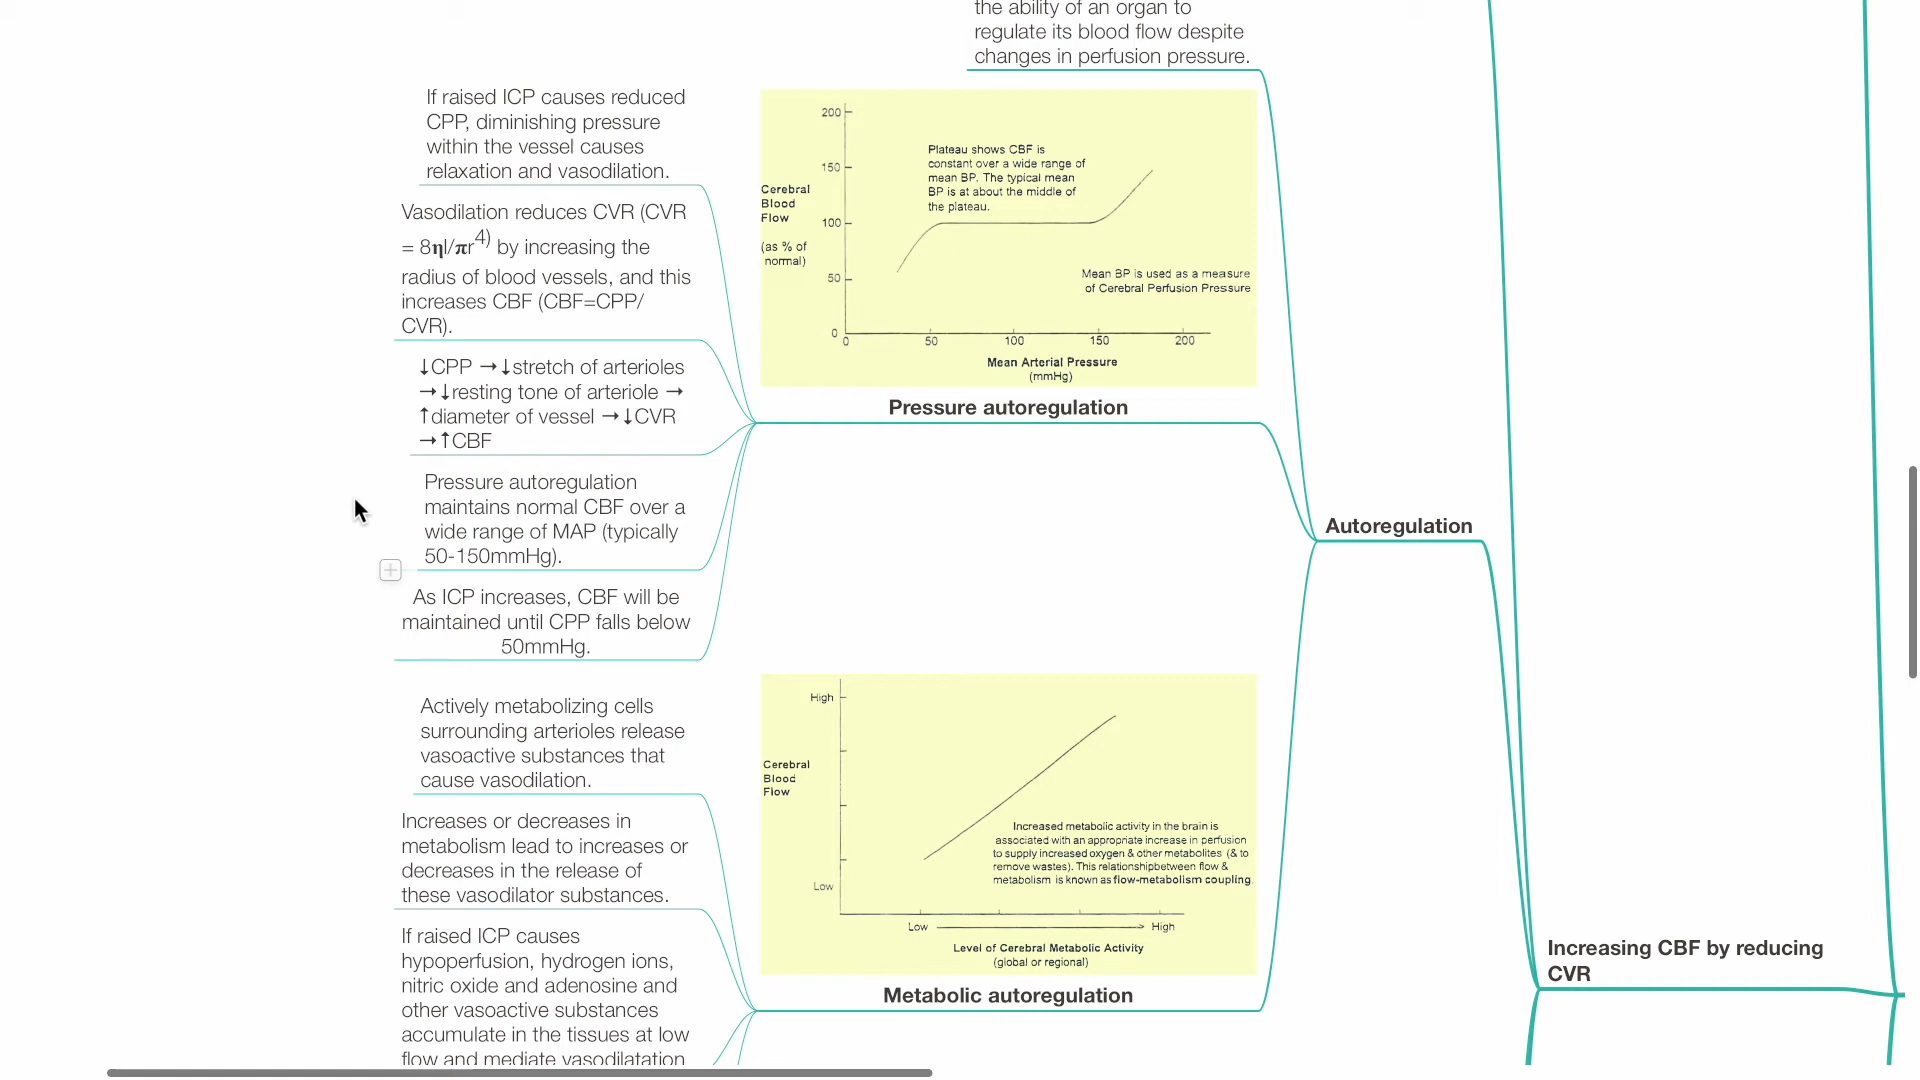 the ability of an organ to
regulate its blood flow despite
changes in perfusion pressure.
If raised ICP causes reduced
CPP, diminishing pressure
within the vessel causes
relaxation and vasodilation.
Vasodilation reduces CVR (CVR
= 8ηl/πr4) by increasing the
radius of blood vessels, and this
increases CBF (CBF=CPP/
CVR).
↓CPP →↓stretch of arterioles
→↓resting tone of arteriole →
↑diameter of vessel →↓CVR
→↑CBF
Pressure autoregulation
maintains normal CBF over a
wide range of MAP (typically
50-150mmHg).
As ICP increases, CBF will be
maintained until CPP falls below
50mmHg.
200
150
100
50
0
Cerebral
Blood
Flow
(as % of
normal)
Plateau shows CBF is
constant over a wide range of
mean BP. The typical mean
BP is at about the middle of
the plateau.
Mean BP is used as a measure
of Cerebral Perfusion Pressure
0 50 100 150 200
Mean Arterial Pressure
(mmHg)
Pressure autoregulation
Autoregulation
Actively metabolizing cells
surrounding arterioles release
vasoactive substances that
cause vasodilation.
Increases or decreases in
metabolism lead to increases or
decreases in the release of
these vasodilator substances.
If raised ICP causes
hypoperfusion, hydrogen ions,
nitric oxide and adenosine and
other vasoactive substances
accumulate in the tissues at low
flow and mediate vasodilatation
High
Cerebral
Blood
Flow
Low
Increased metabolic activity in the brain is
associated with an appropriate increase in perfusion
to supply increased oxygen & other metabolites (& to
remove wastes). This relationshipbetween flow &
metabolism is known as flow-metabolism coupling.
Low High
Level of Cerebral Metabolic Activity
(global or regional)
Metabolic autoregulation
Increasing CBF by reducing
CVR